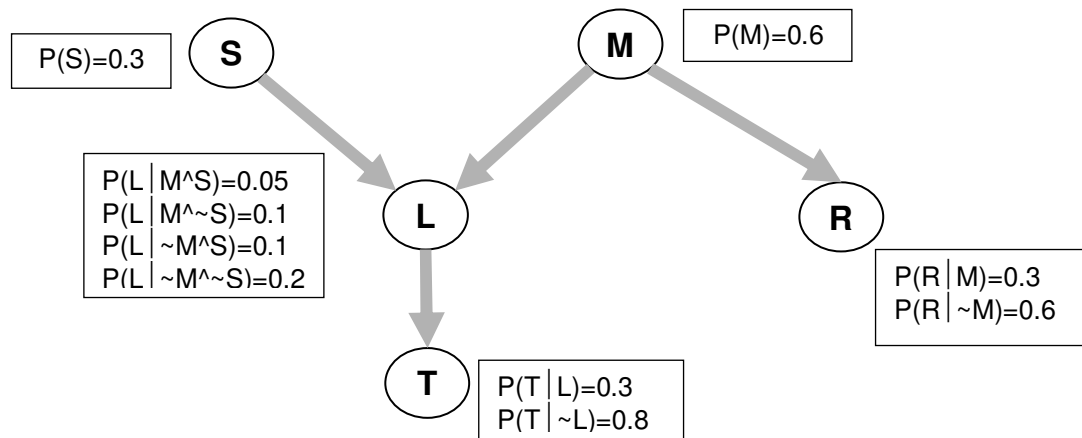 P(S)=0.3
S
M
P(M)=0.6
P(L|M^S)=0.05
P(L|M^~S)=0.1
P(L|~M^S)=0.1
P(L|~M^~S)=0.2
L
R
P(R|M)=0.3
P(R|~M)=0.6
T
P(T|L)=0.3
P(T|~L)=0.8